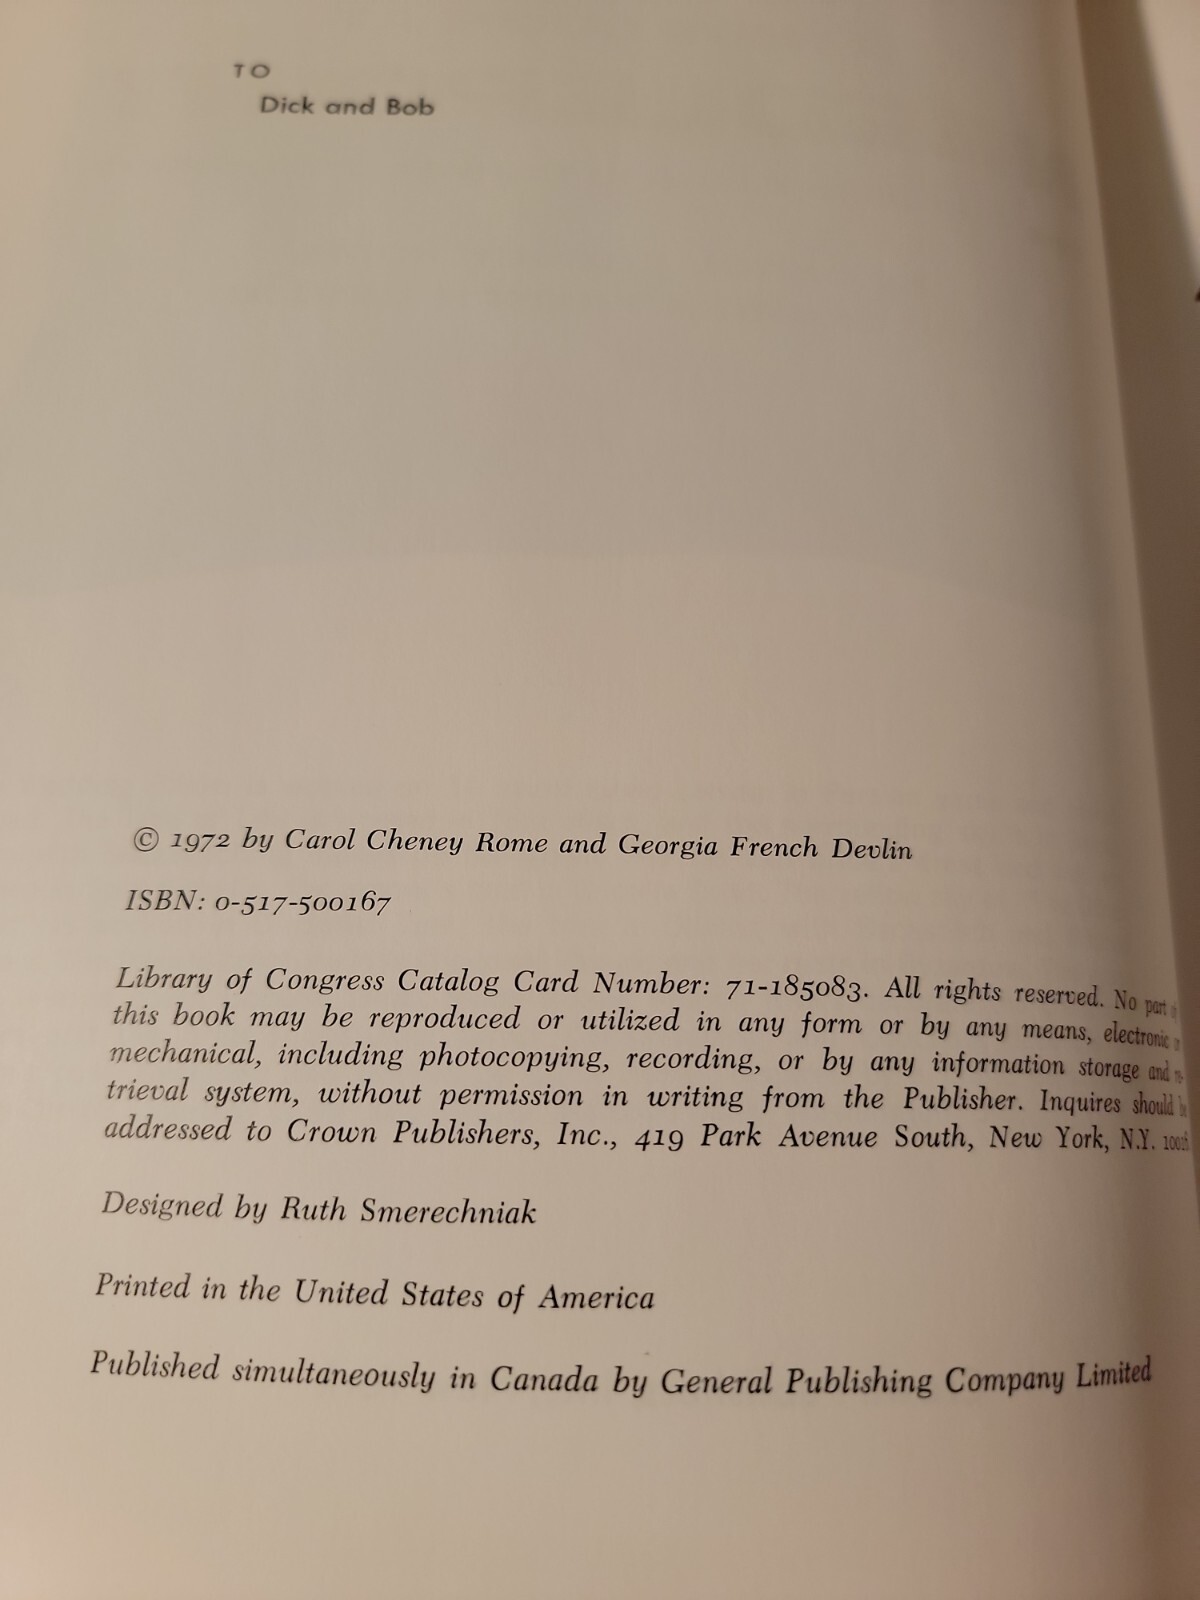 TO
Dick and Bob
© 1972 by Carol Cheney Rome and Georgia French Devlin
ISBN: 0-517-500167
Library of Congress Catalog Card Number: 71-185083. All rights reserved. No part
this book may be reproduced or utilized in any form or by any means, electronic
mechanical, including photocopying, recording, or by any information storage and
trieval system, without permission in writing from the Publisher. Inquires should
addressed to Crown Publishers, Inc., 419 Park Avenue South, New York, N.Y.
Designed by Ruth Smerechniak
Printed in the United States of America
Published simultaneously in Canada by General Publishing Company Limited